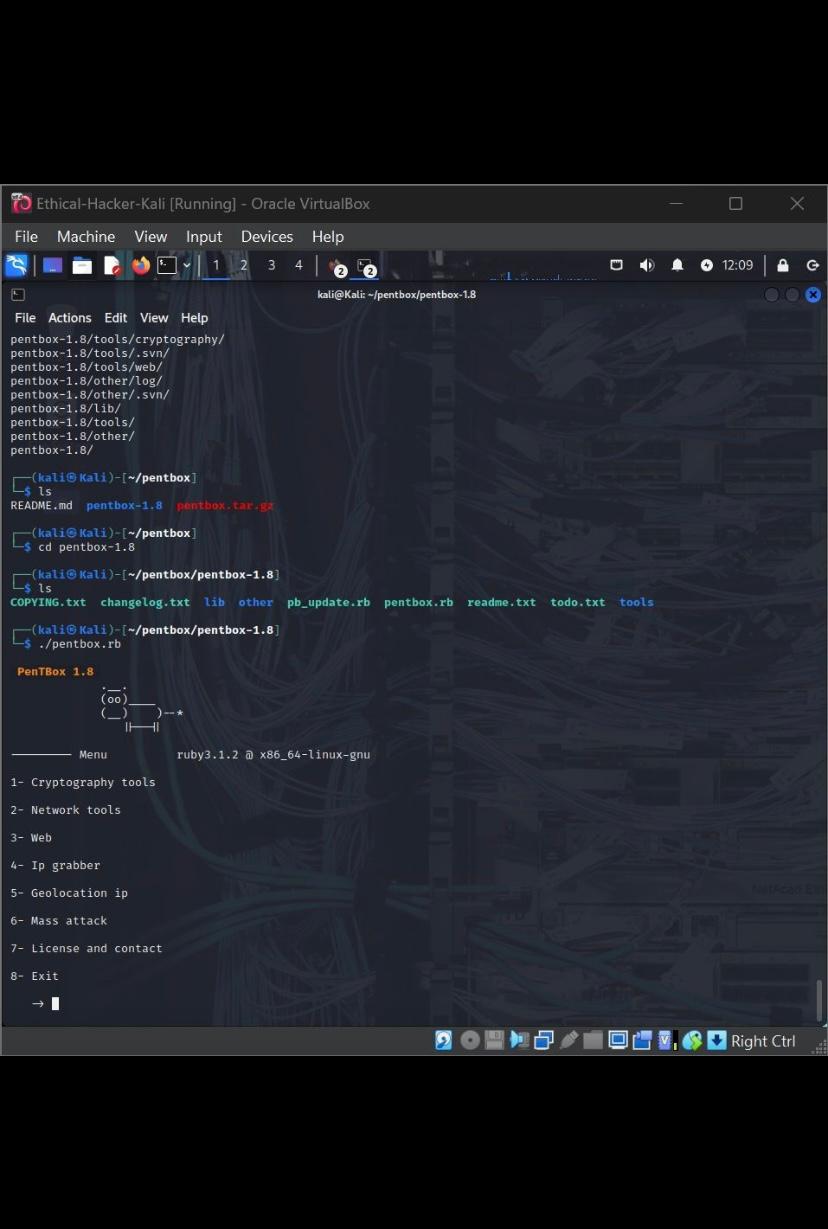 Ethical-Hacker-Kali [Running] - Oracle VirtualBox
File Machine View Input Devices Help
1 2 3 4 2 2 12:09
kali@Kali: ~/pentbox/pentbox-1.8
File Actions Edit View Help
pentbox-1.8/tools/cryptography/
pentbox-1.8/tools/.svn/
pentbox-1.8/tools/web/
pentbox-1.8/other/log/
pentbox-1.8/other/.svn/
pentbox-1.8/lib/
pentbox-1.8/tools/
pentbox-1.8/other/
pentbox-1.8/
┌──(kali㉿Kali)-[~/pentbox]
└─$ ls
README.md pentbox-1.8 pentbox.tar.gz
┌──(kali㉿Kali)-[~/pentbox]
└─$ cd pentbox-1.8
┌──(kali㉿Kali)-[~/pentbox/pentbox-1.8]
└─$ ls
COPYING.txt changelog.txt lib other pb_update.rb pentbox.rb readme.txt todo.txt tools
┌──(kali㉿Kali)-[~/pentbox/pentbox-1.8]
└─$ ./pentbox.rb
PenTBox 1.8
.__.
(oo)____
(__)    )--*
||---||
-------- Menu ruby3.1.2 @ x86_64-linux-gnu
1- Cryptography tools
2- Network tools
3- Web
4- Ip grabber
5- Geolocation ip
6- Mass attack
7- License and contact
8- Exit
→
Right Ctrl